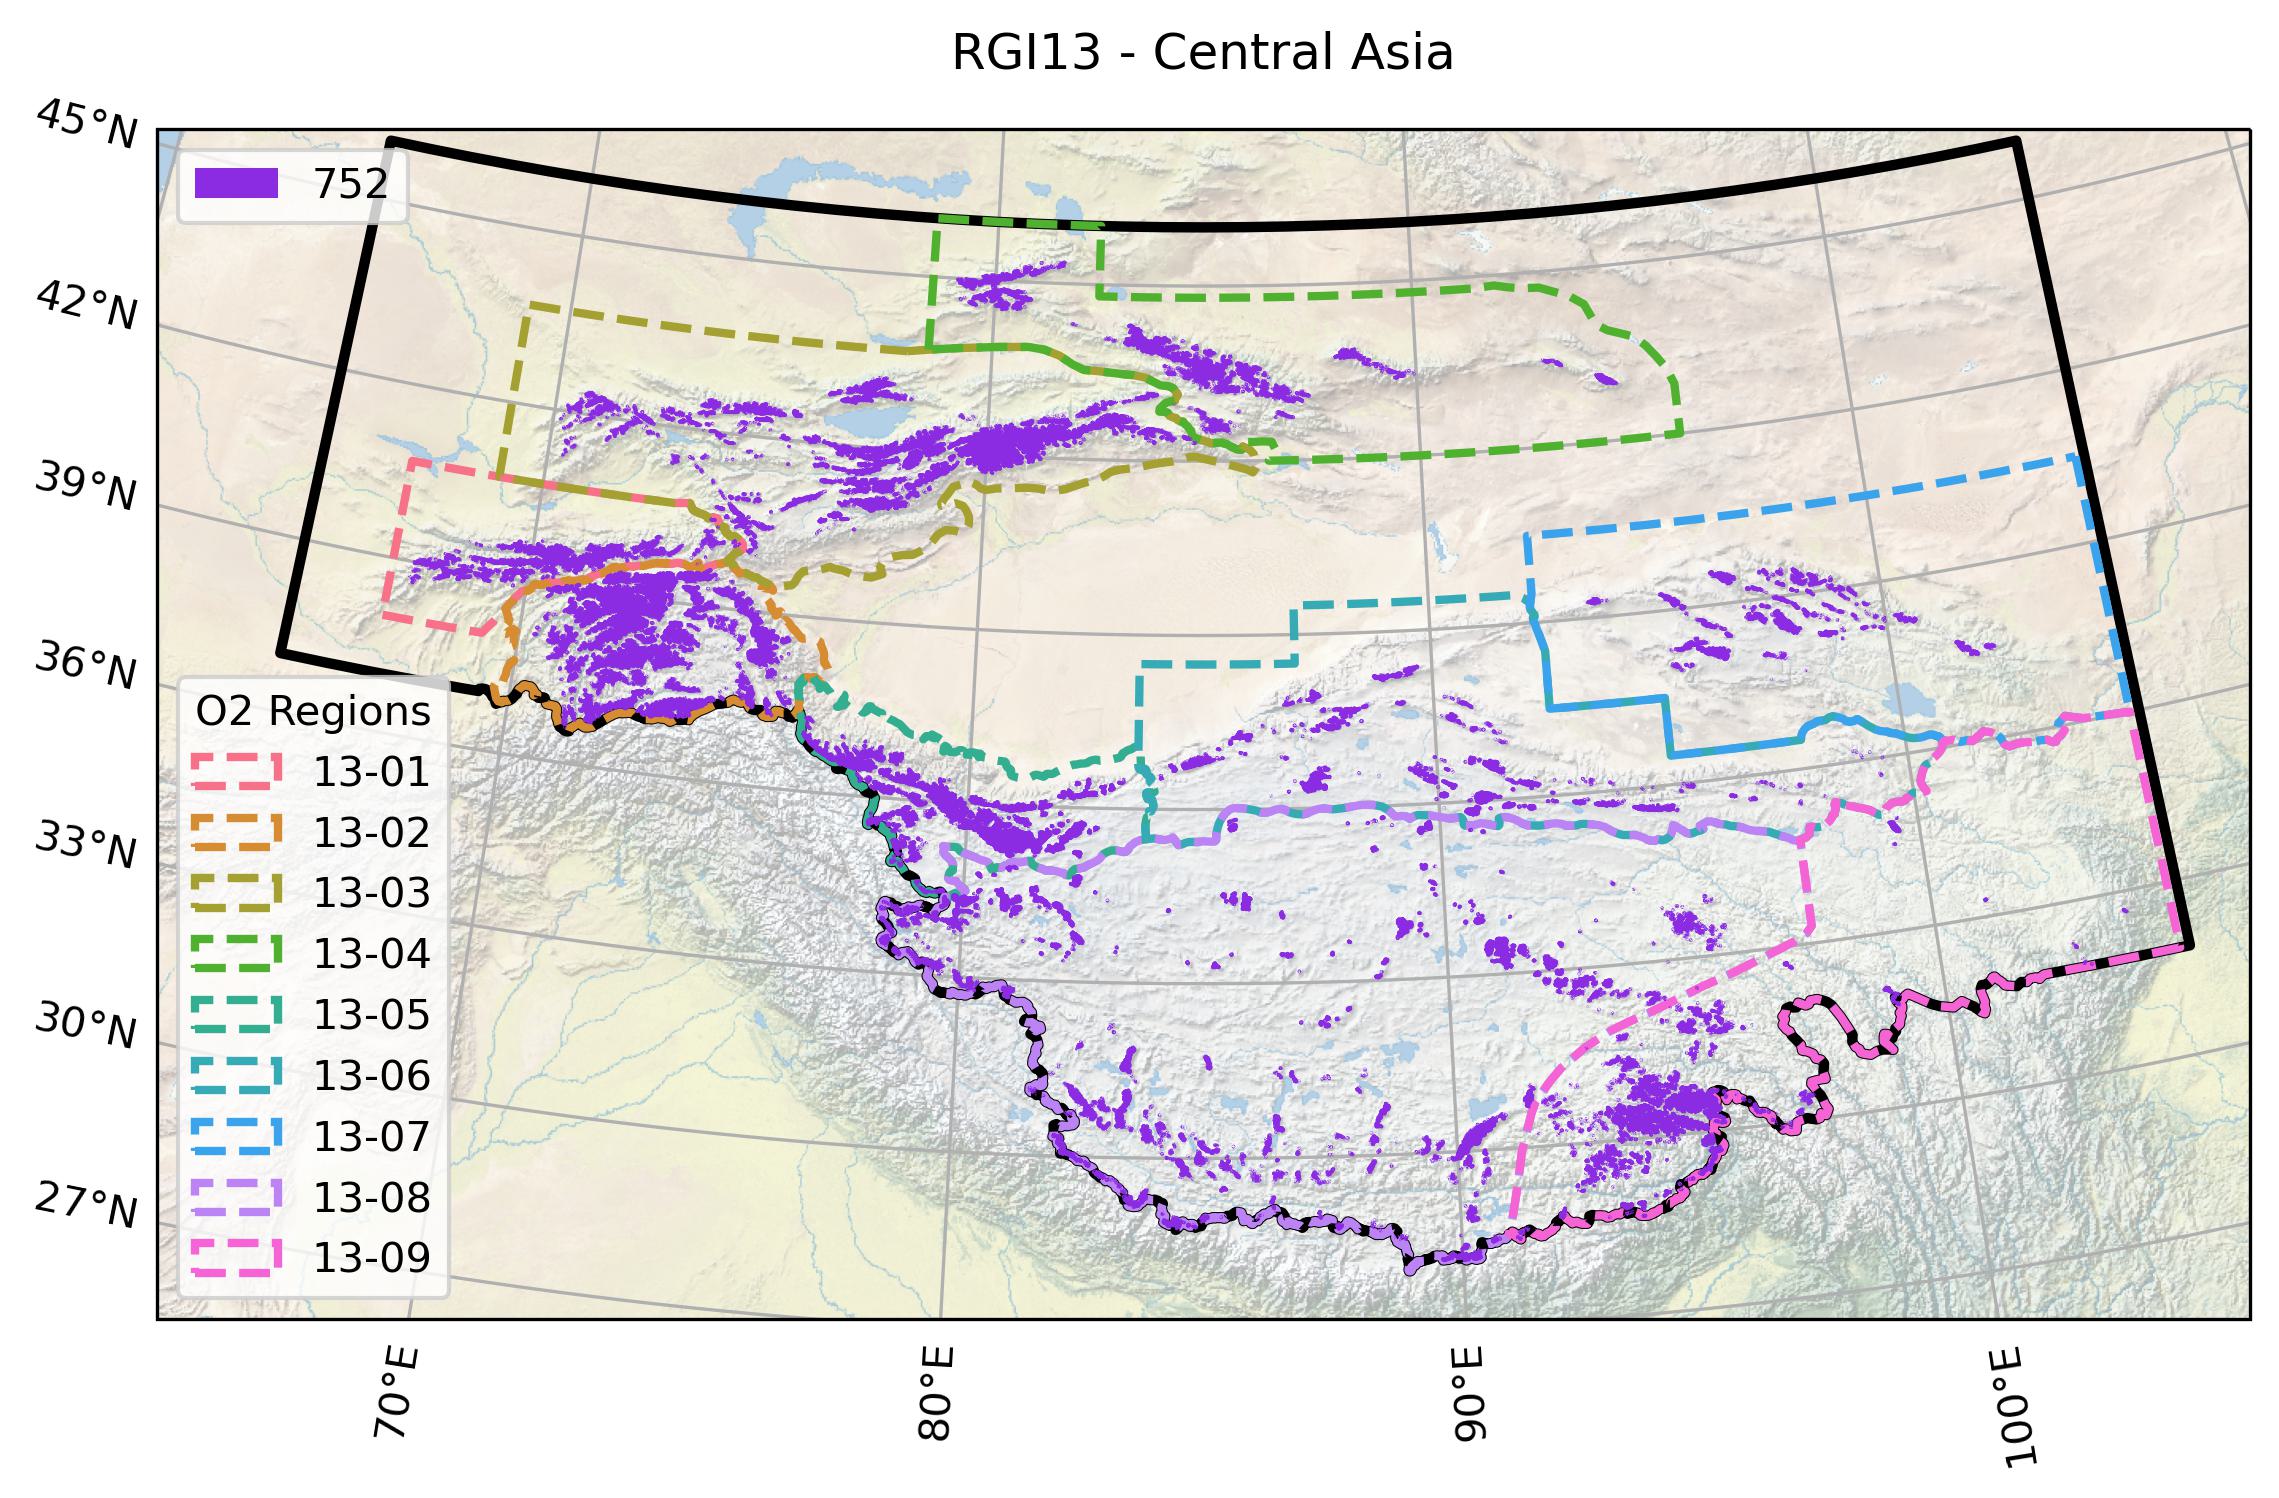 RGI13 - Central Asia
45°N
42°N
39°N
36°N
33°N
30°N
27°N
752
O2 Regions
13-01
13-02
13-03
13-04
13-05
13-06
13-07
13-08
13-09
70°E
80°E
90°E
100°E